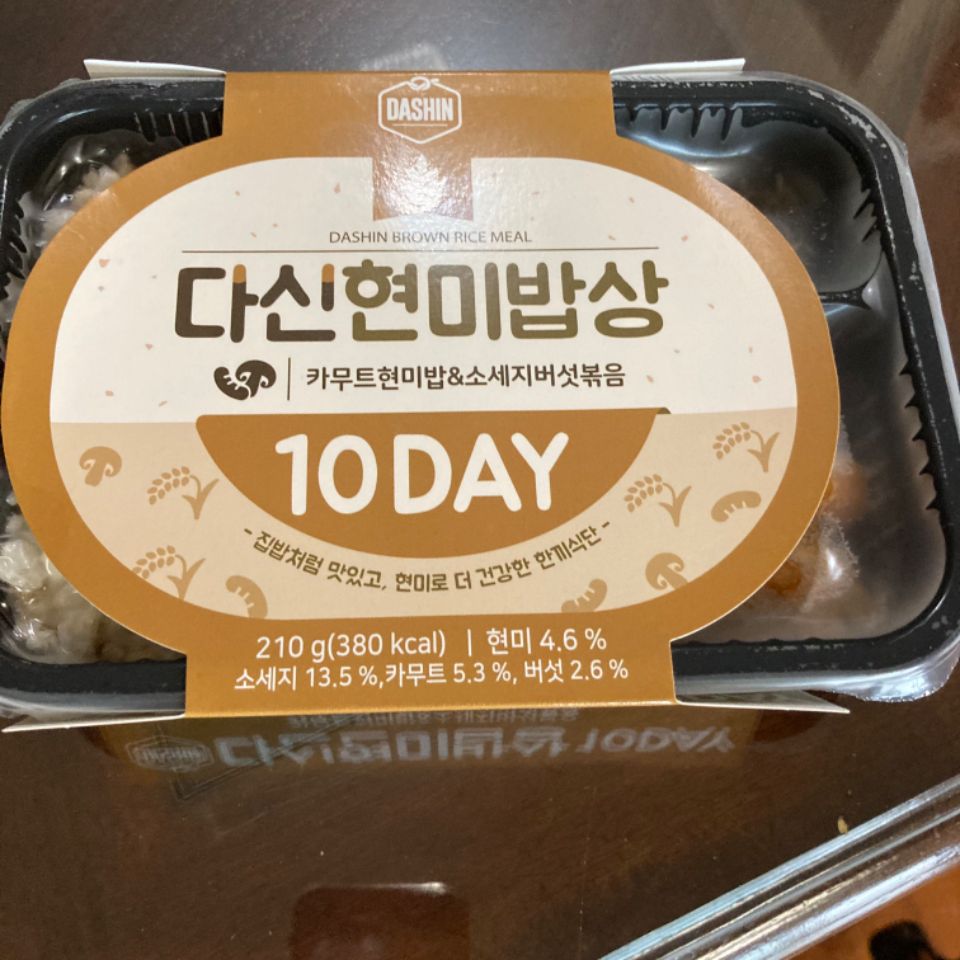 DASHIN
DASHIN BROWN RICE MEAL
다신현미밥상
카무트현미밥&소세지버섯볶음
10 DAY
- 집밥처럼 맛있고, 현미로 더 건강한 한끼식단 -
210 g(380 kcal) | 현미 4.6 %
소세지 13.5 %,카무트 5.3 %, 버섯 2.6 %